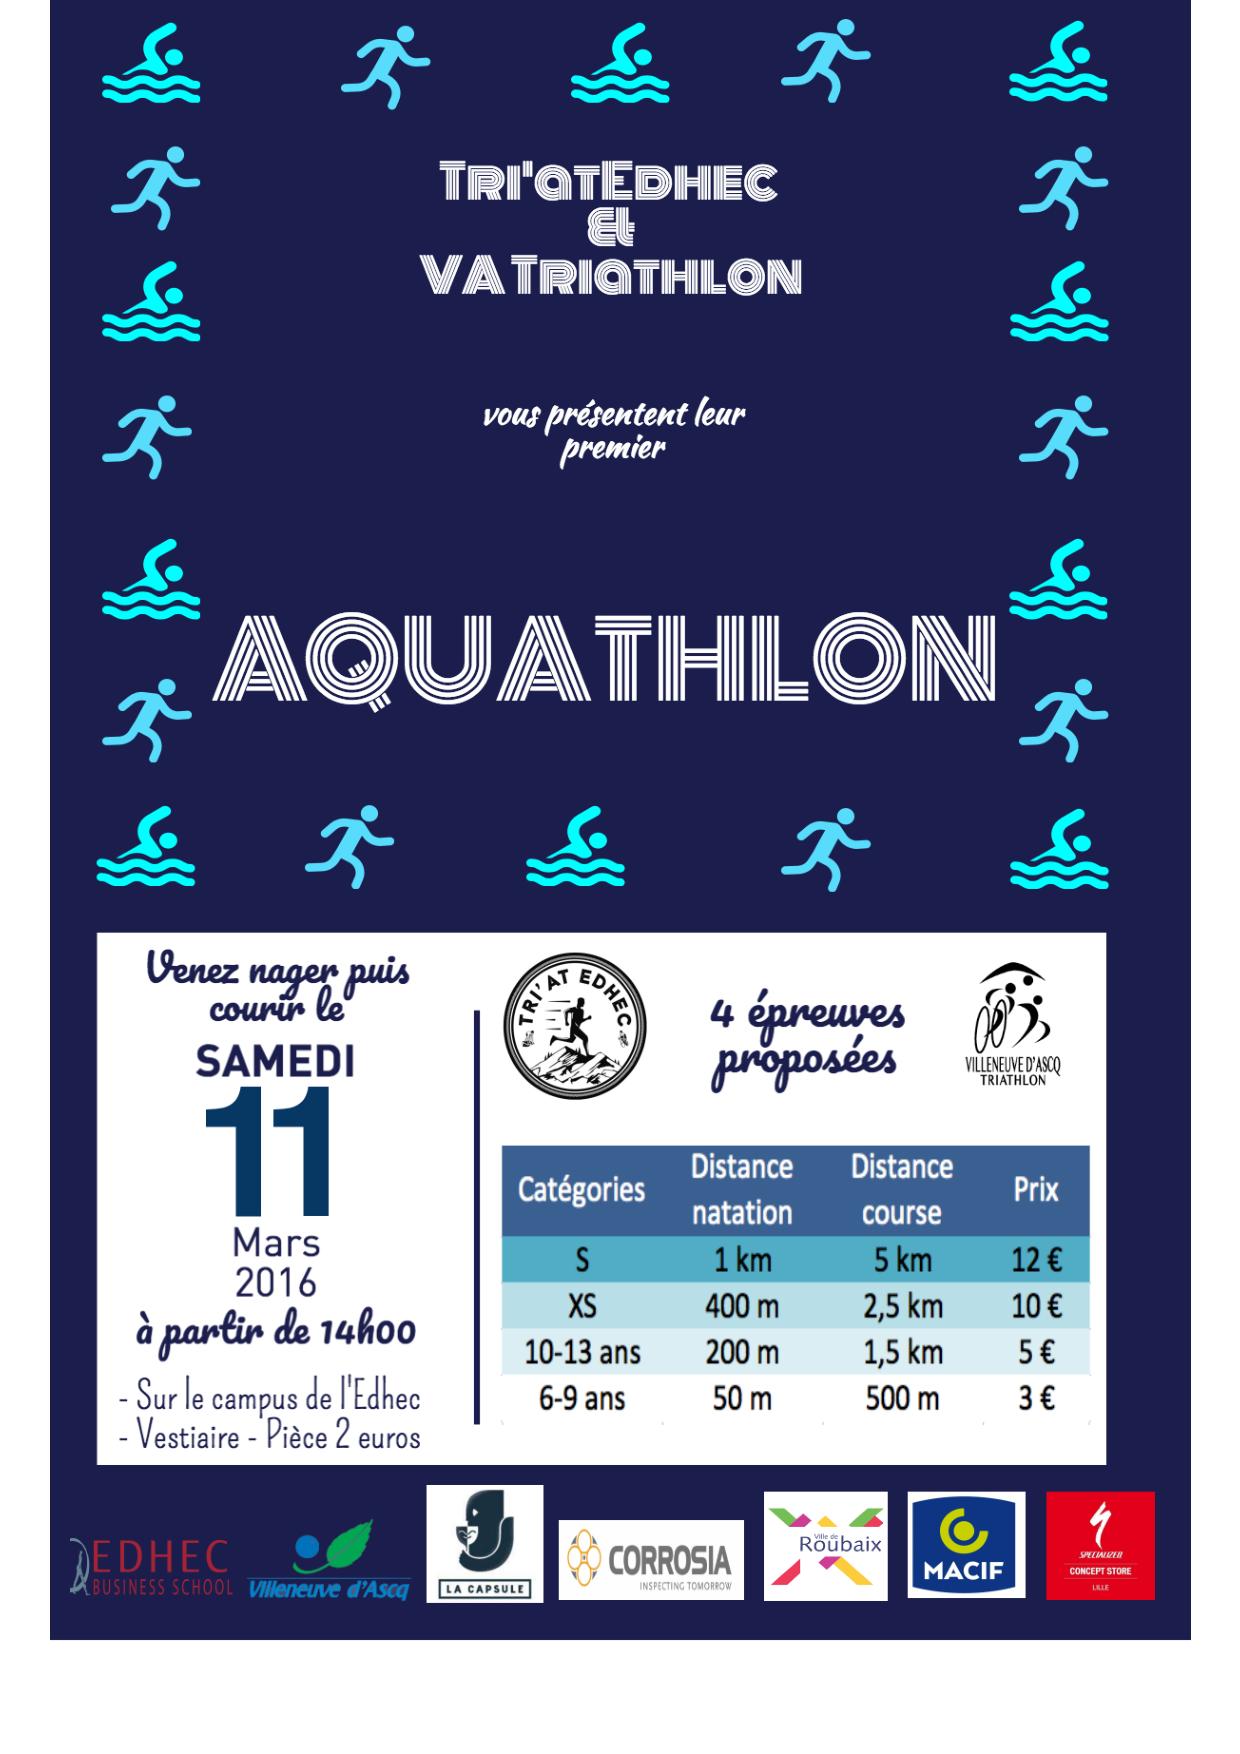 Tri'atEdhec
&
VA Triathlon
vous présentent leur
premier
AQUATHLON
Venez nager puis
courir le
SAMEDI
11
Mars
2016
à partir de 14h00
- Sur le campus de l'Edhec
- Vestiaire - Pièce 2 euros
TRI'AT EDHEC
4 épreuves
proposées
VILLENEUVE D'ASCQ
TRIATHLON
Catégories Distance natation Distance course Prix
S 1 km 5 km 12 €
XS 400 m 2,5 km 10 €
10-13 ans 200 m 1,5 km 5 €
6-9 ans 50 m 500 m 3 €
EDHEC
BUSINESS SCHOOL
Villeneuve d'Ascq
LA CAPSULE
CORROSIA
INSPECTING TOMORROW
Ville de
Roubaix
MACIF
SPECIALIZED
CONCEPT STORE
LILLE